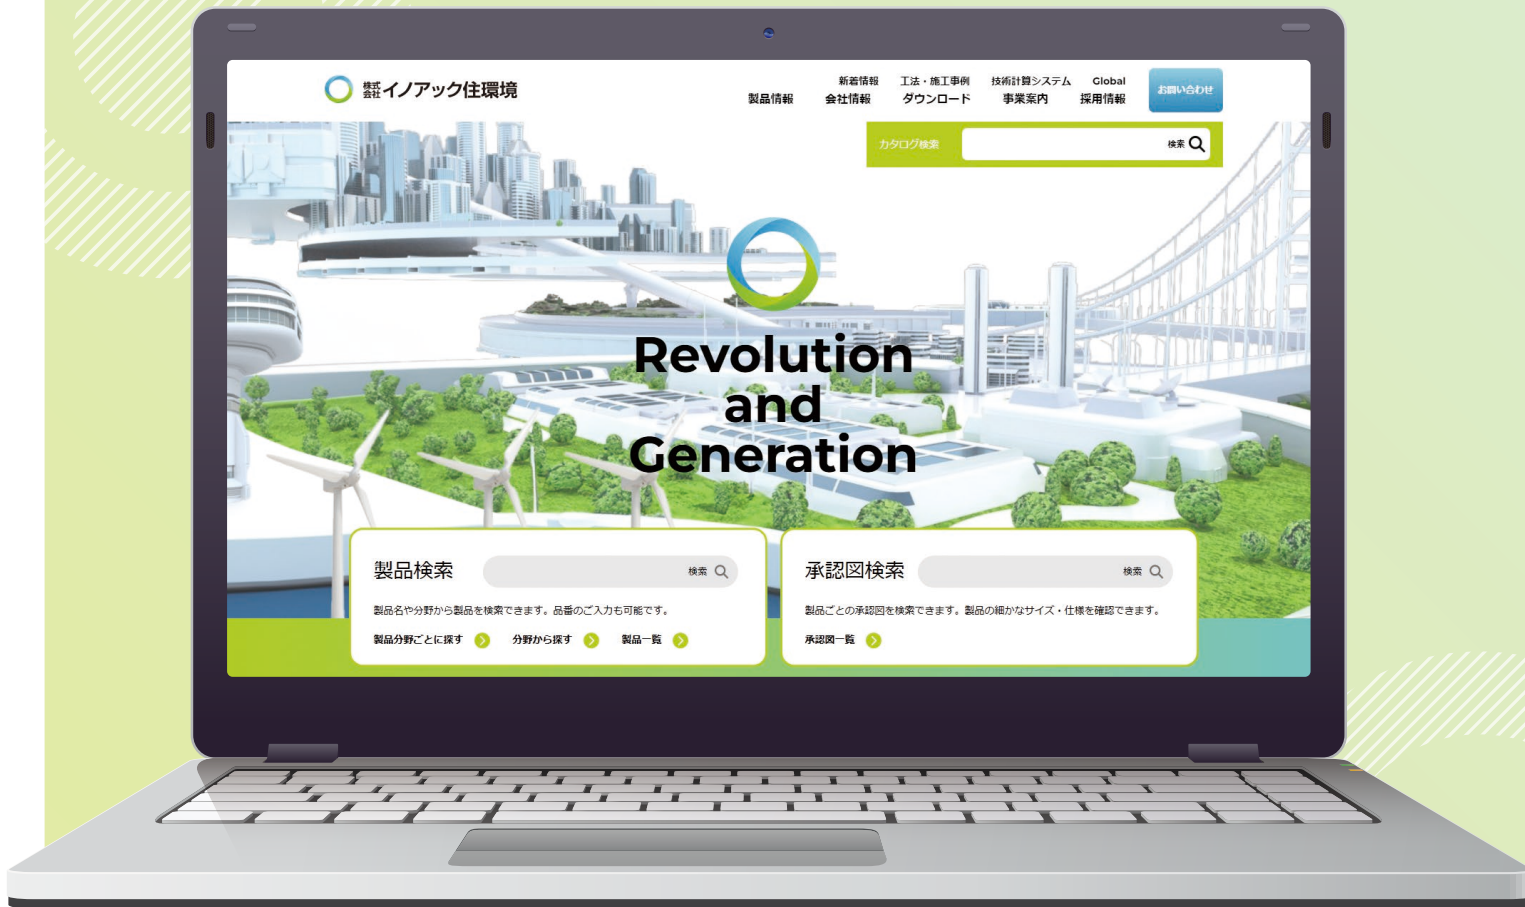 株式会社イノアック住環境
新着情報 工法・施工事例 技術計算システム Global
製品情報 会社情報 ダウンロード 事業案内 採用情報
お問い合わせ
カタログ検索 検索
Revolution
and
Generation
製品検索 検索
製品名や分野から製品を検索できます。品番のご入力も可能です。
製品分野ごとに探す 分野から探す 製品一覧
承認図検索 検索
製品ごとの承認図を検索できます。製品の細かなサイズ・仕様を確認できます。
承認図一覧